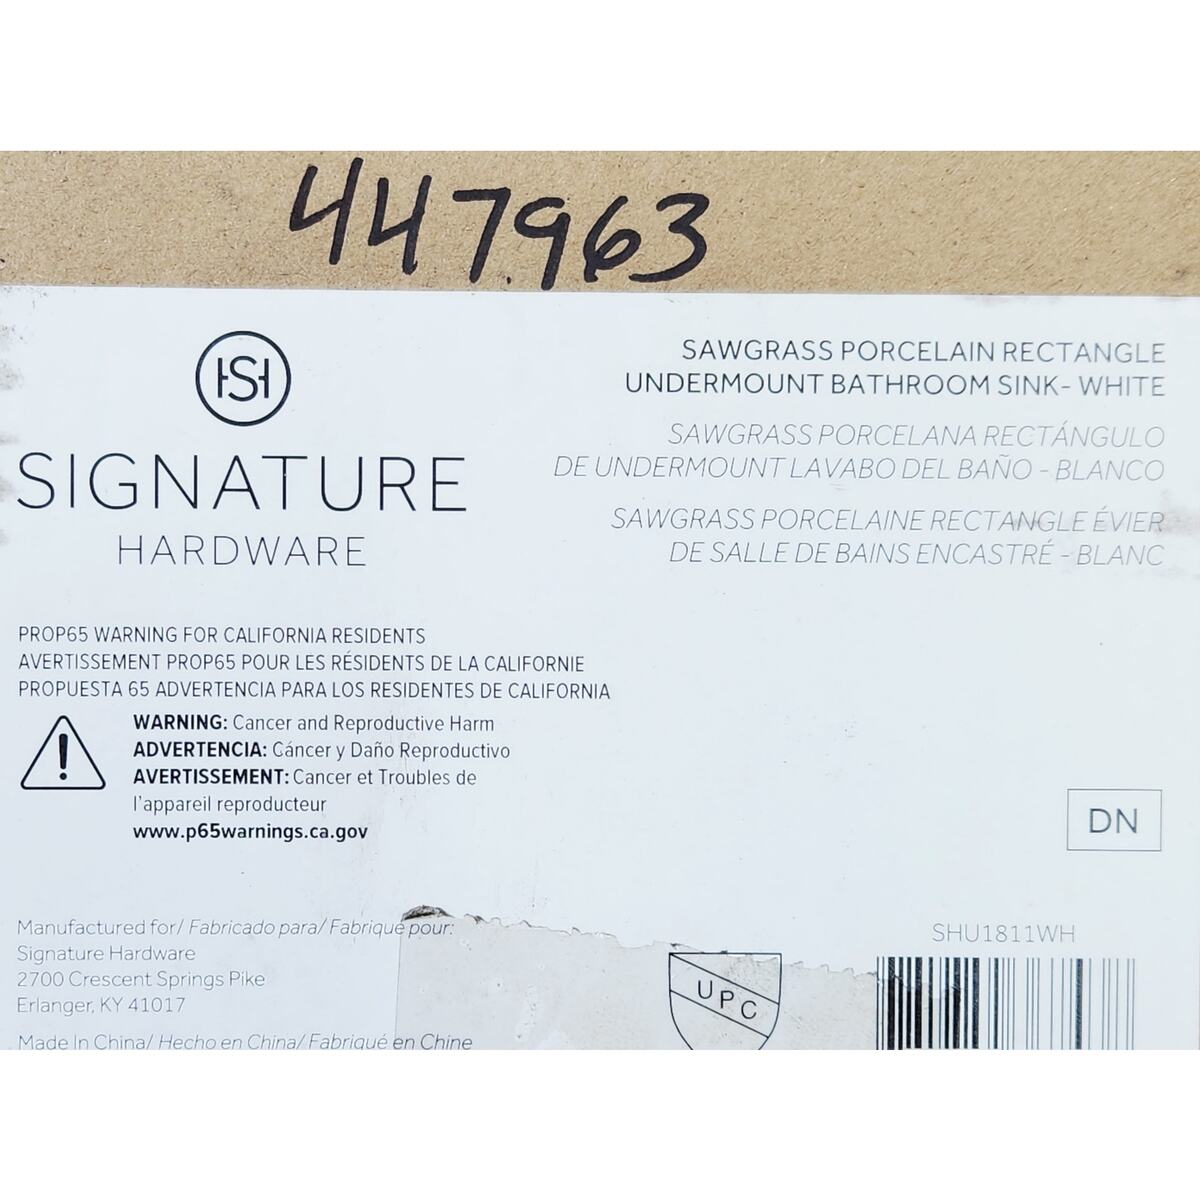 447963
HSH
SIGNATURE
HARDWARE
SAWGRASS PORCELAIN RECTANGLE
UNDERMOUNT BATHROOM SINK- WHITE
SAWGRASS PORCELANA RECTÁNGULO
DE UNDERMOUNT LAVABO DEL BAÑO - BLANCO
SAWGRASS PORCELAINE RECTANGLE ÉVIER
DE SALLE DE BAINS ENCASTRÉ - BLANC
PROP65 WARNING FOR CALIFORNIA RESIDENTS
AVERTISSEMENT PROP65 POUR LES RÉSIDENTS DE LA CALIFORNIE
PROPUESTA 65 ADVERTENCIA PARA LOS RESIDENTES DE CALIFORNIA
WARNING: Cancer and Reproductive Harm
ADVERTENCIA: Cáncer y Daño Reproductivo
AVERTISSEMENT: Cancer et Troubles de
l'appareil reproducteur
www.p65warnings.ca.gov
DN
Manufactured for/ Fabricado para/ Fabriqué pour:
Signature Hardware
2700 Crescent Springs Pike
Erlanger, KY 41017
Made In China/ Hecho en China/ Fabriqué en Chine
UPC
SHU1811WH